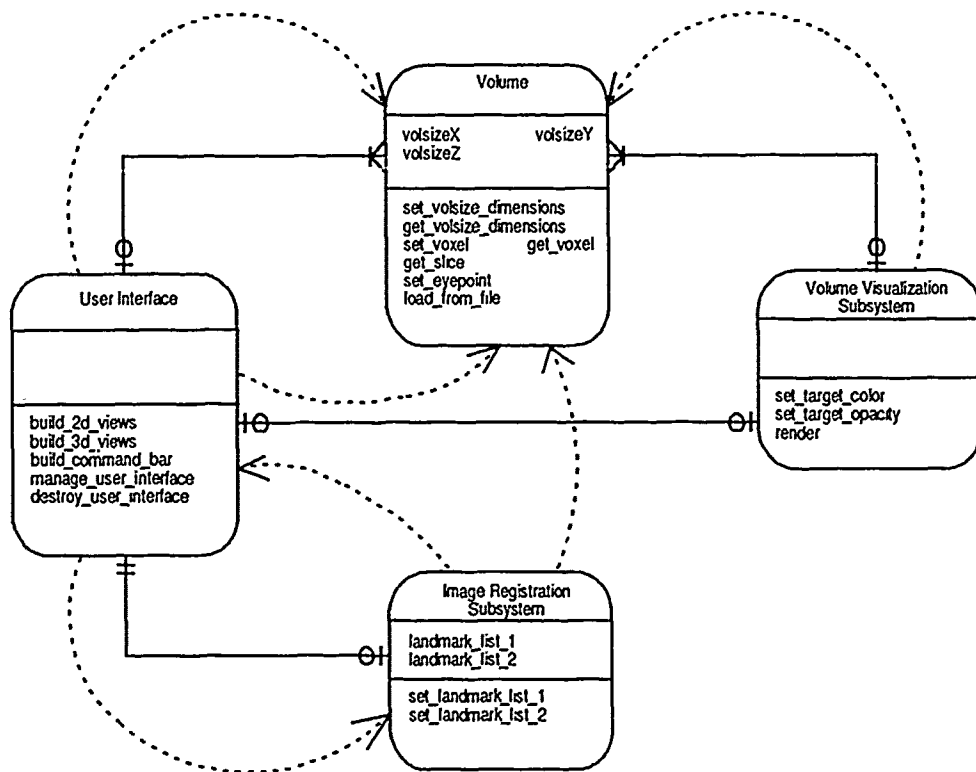 Volume
volsizeX volsizeY
volsizeZ
set_volsize_dimensions
get_volsize_dimensions
set_voxel get_voxel
get_slice
set_eyepoint
load_from_file
User Interface
build_2d_views
build_3d_views
build_command_bar
manage_user_interface
destroy_user_interface
Volume Visualization
Subsystem
set_target_color
set_target_opacity
render
Image Registration
Subsystem
landmark_list_1
landmark_list_2
set_landmark_list_1
set_landmark_list_2